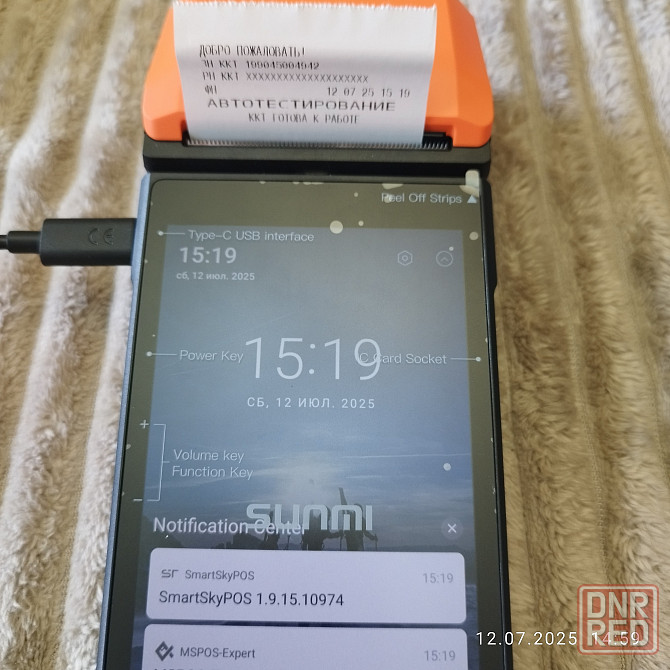 ДОБРО ПОЖАЛОВАТЬ!
ЗН ККТ 199045004942
РН ККТ XXXXXXXXXXXXXXXXXXXX
ФН 12 07 25 15 19
АВТОТЕСТИРОВАНИЕ
ККТ ГОТОВА К РАБОТЕ
Peel Off Strips
Type-C USB interface
15:19
сб, 12 июл. 2025
15:19
Power Key
IC Card Socket
СБ, 12 ИЮЛ. 2025
+
Volume key
Function Key
-
SUNMI
Notification Center
SmartSkyPOS 15:19
SmartSkyPOS 1.9.15.10974
MSPOS-Expert 15:19
CE
DNR
RED
12.07.2025 14:59